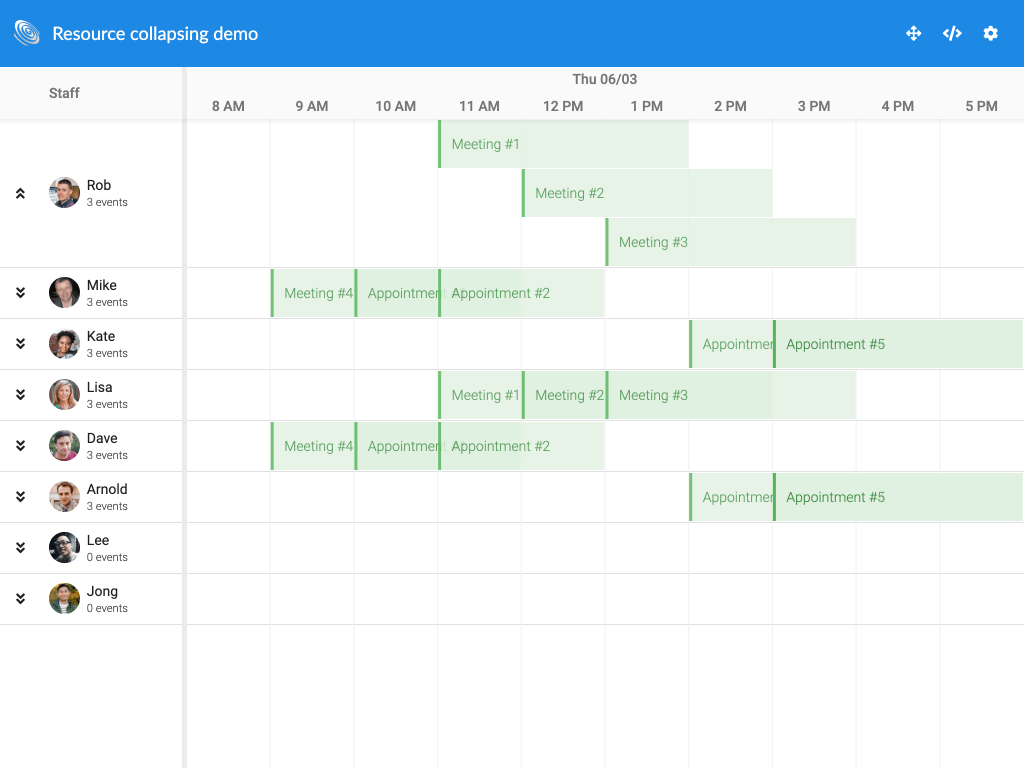 Resource collapsing demo
Staff
Thu 06/03
8 AM 9 AM 10 AM 11 AM 12 PM 1 PM 2 PM 3 PM 4 PM 5 PM
Rob
3 events
Meeting #1
Meeting #2
Meeting #3
Mike
3 events
Meeting #4 Appointmen Appointment #2
Kate
3 events
Appointmen Appointment #5
Lisa
3 events
Meeting #1 Meeting #2 Meeting #3
Dave
3 events
Meeting #4 Appointmen Appointment #2
Arnold
3 events
Appointmen Appointment #5
Lee
0 events
Jong
0 events